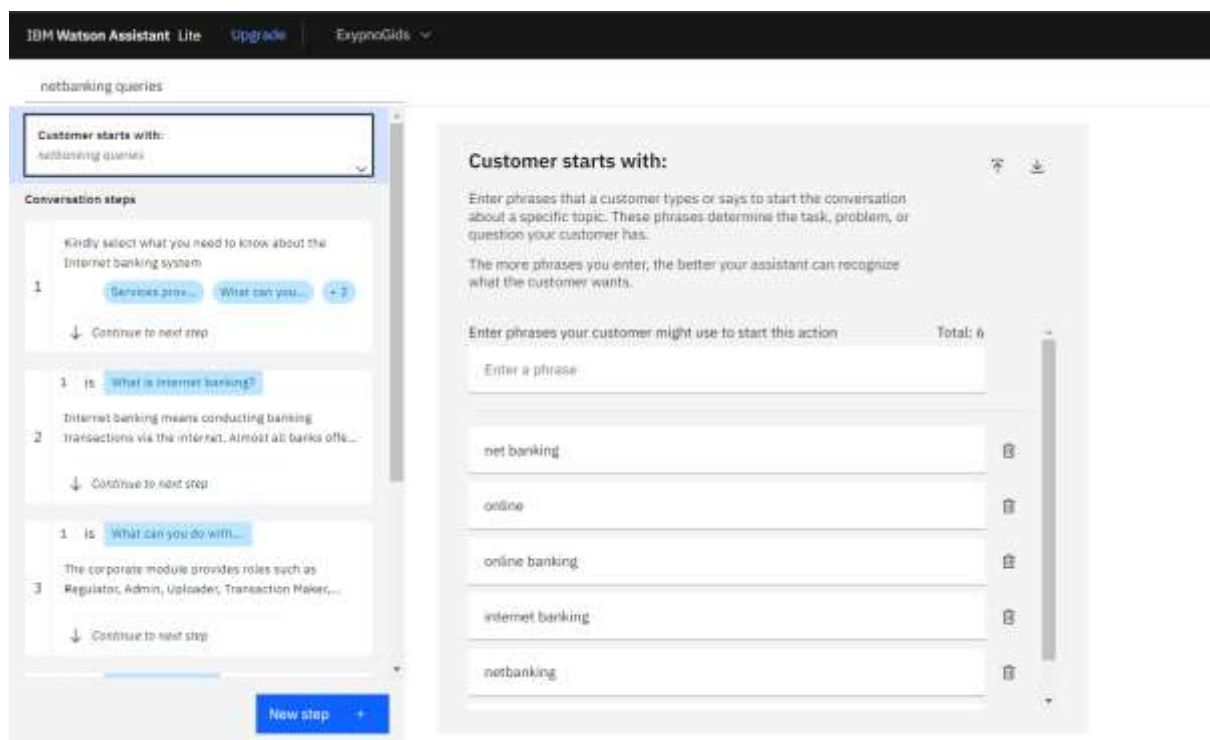 IBM Watson Assistant Lite Upgrade ExypnoGids
netbanking queries
Customer starts with:
netbanking queries
Conversation steps
Kindly select what you need to know about the
Internet banking system
1
Services prov... What can you... +
Continue to next step
1 is What is internet banking?
Internet banking means conducting banking
2 transactions via the internet. Almost all banks offe...
Continue to next step
1 is What can you do with...
The corporate module provides roles such as
3 Regulator, Admin, Uploader, Transaction Maker,...
Continue to next step
New step +
Customer starts with:
Enter phrases that a customer types or says to start the conversation
about a specific topic. These phrases determine the task, problem, or
question your customer has.
The more phrases you enter, the better your assistant can recognize
what the customer wants.
Enter phrases your customer might use to start this action Total: 6
Enter a phrase
net banking
online
online banking
internet banking
netbanking